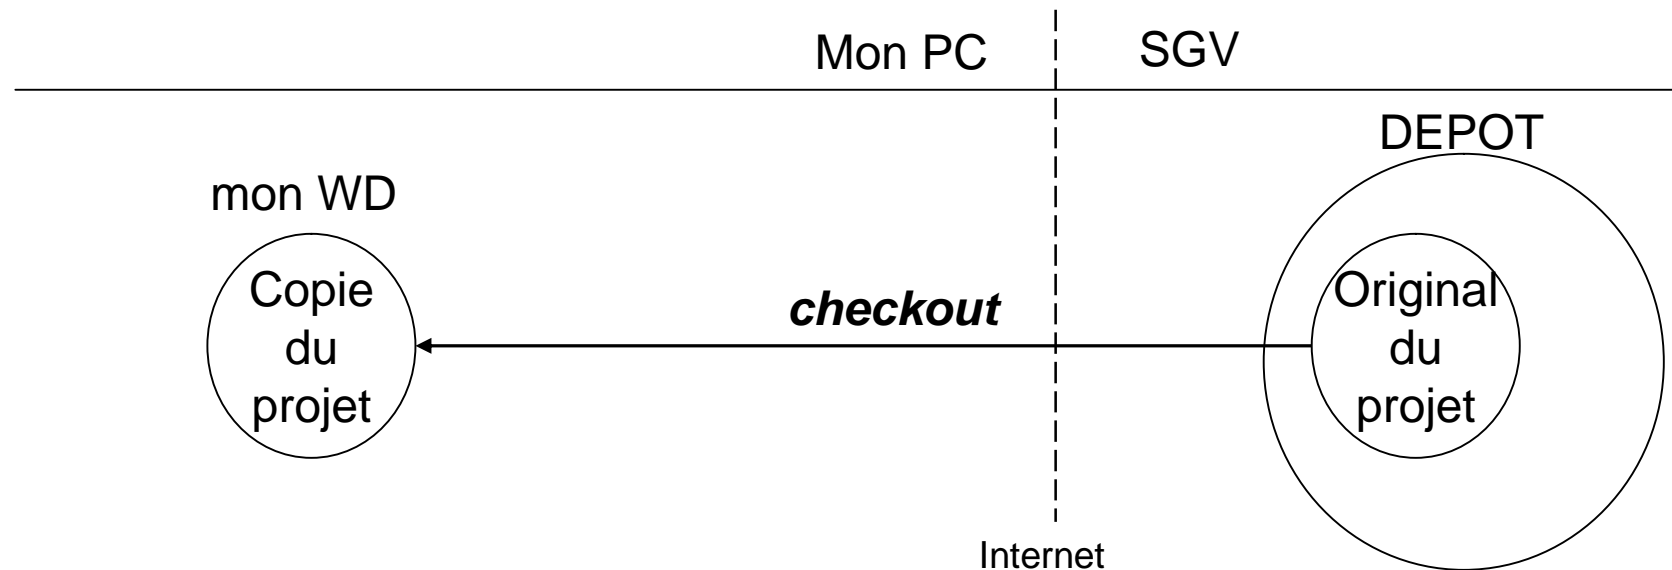 Mon PC
SGV
DEPOT
mon WD
Copie
du
projet
checkout
Original
du
projet
Internet